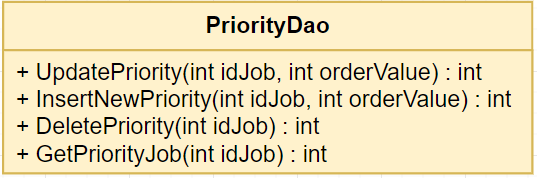 PriorityDao
+ UpdatePriority(int idJob, int orderValue) : int
+ InsertNewPriority(int idJob, int orderValue) : int
+ DeletePriority(int idJob) : int
+ GetPriorityJob(int idJob) : int